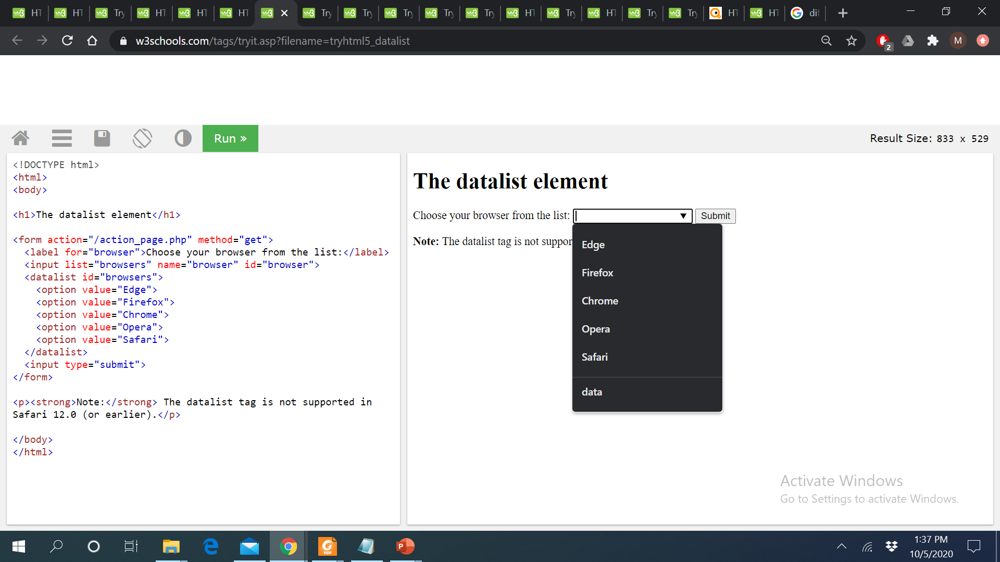 HT
HT
Try
HT
HT
HT
Try
Try
Try
Try
Try
HT
Try
HT
Try
Try
HT
HT
dif
w3schools.com/tags/tryit.asp?filename=tryhtml5_datalist
2
M
Run »
Result Size: 833 x 529
<!DOCTYPE html>
<html>
<body>
<h1>The datalist element</h1>
<form action="/action_page.php" method="get">
<label for="browser">Choose your browser from the list:</label>
<input list="browsers" name="browser" id="browser">
<datalist id="browsers">
<option value="Edge">
<option value="Firefox">
<option value="Chrome">
<option value="Opera">
<option value="Safari">
</datalist>
<input type="submit">
</form>
<p><strong>Note:</strong> The datalist tag is not supported in
Safari 12.0 (or earlier).</p>
</body>
</html>
The datalist element
Choose your browser from the list:
Submit
Note: The datalist tag is not suppor
Edge
Firefox
Chrome
Opera
Safari
data
Activate Windows
Go to Settings to activate Windows.
PDF
P
1:37 PM
10/5/2020